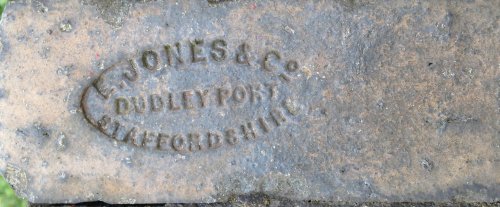 E. JONES & Co.
DUDLEY PORT
STAFFORDSHIRE